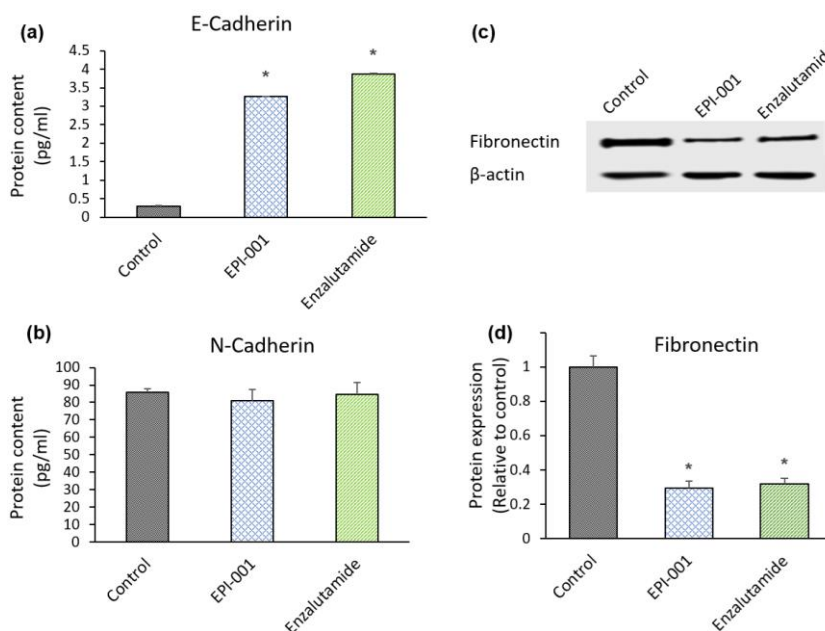 (a)
E-Cadherin
Protein content
(pg/ml)
4.5
4
3.5
3
2.5
2
1.5
1
0.5
0
*
*
Control
EPI-001
Enzalutamide
(c)
Control
EPI-001
Enzalutamide
Fibronectin
β-actin
(b)
N-Cadherin
Protein content
(pg/ml)
100
90
80
70
60
50
40
30
20
10
0
Control
EPI-001
Enzalutamide
(d)
Fibronectin
Protein expression
(Relative to control)
1
0.8
0.6
0.4
0.2
0
*
*
Control
EPI-001
Enzalutamide